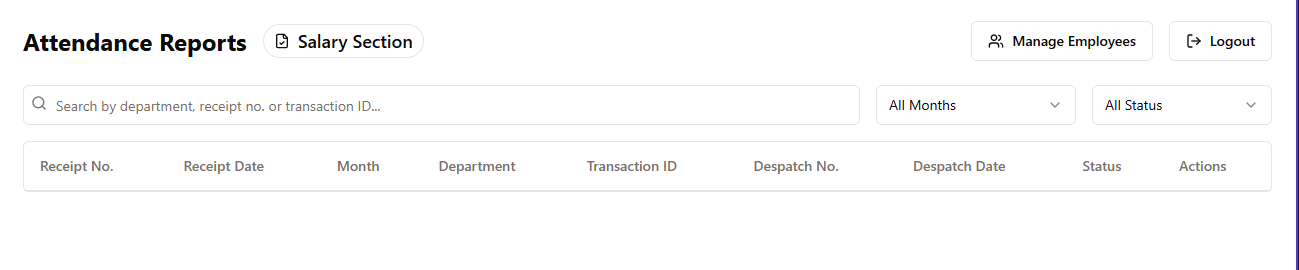 Attendance Reports Salary Section Manage Employees Logout
Search by department, receipt no. or transaction ID... All Months All Status
Receipt No. Receipt Date Month Department Transaction ID Despatch No. Despatch Date Status Actions